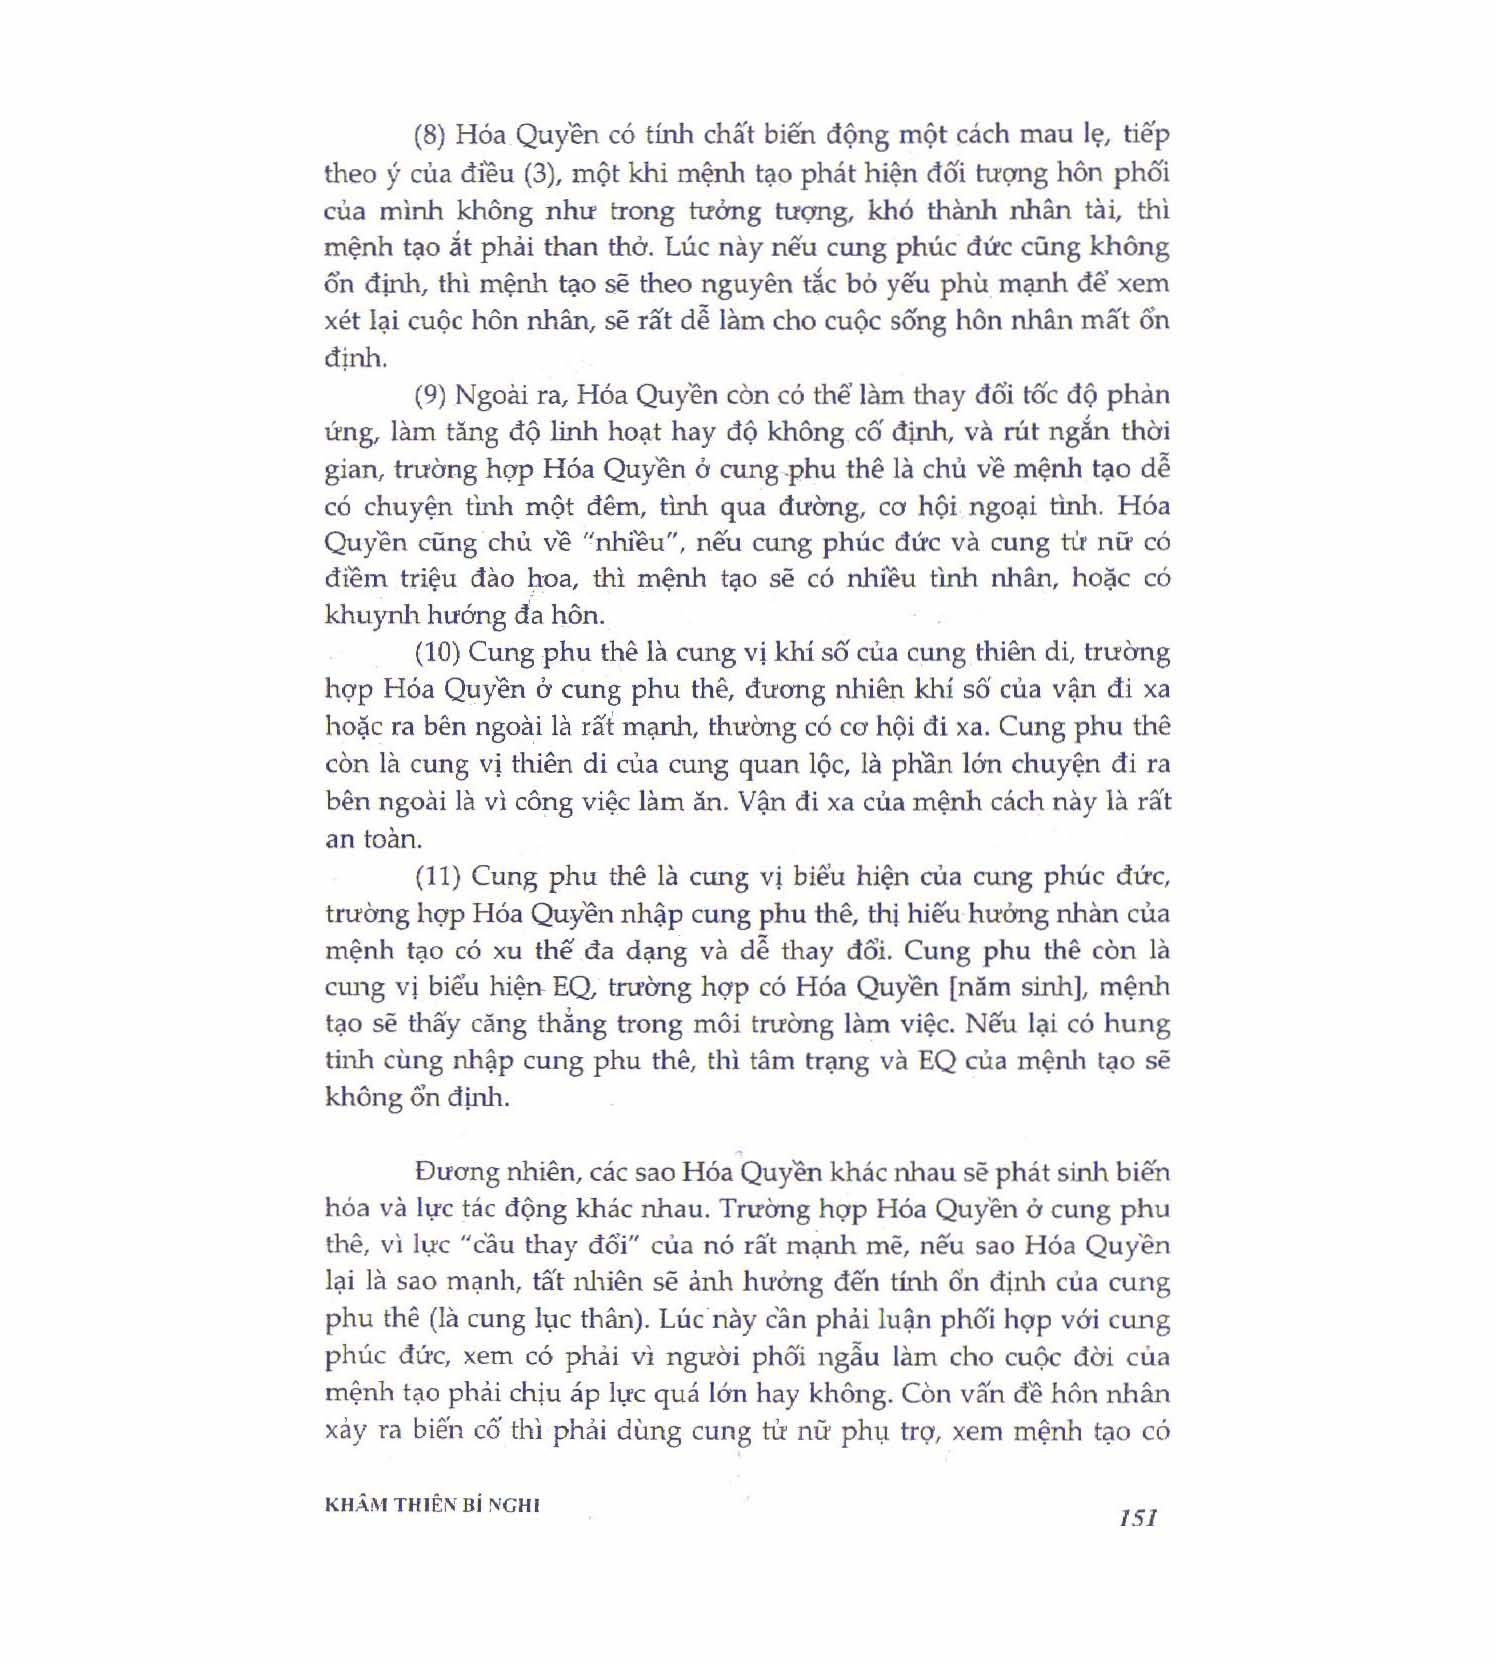 (8) Hóa Quyền có tính chất biến động một cách mau lẹ, tiếp
theo ý của điều (3), một khi mệnh tạo phát hiện đối tượng hôn phối
của mình không như trong tưởng tượng, khó thành nhân tài, thì
mệnh tạo ắt phải than thở. Lúc này nếu cung phúc đức cũng không
ổn định, thì mệnh tạo sẽ theo nguyên tắc bỏ yếu phù mạnh để xem
xét lại cuộc hôn nhân, sẽ rất dễ làm cho cuộc sống hôn nhân mất ổn
định.
(9) Ngoài ra, Hóa Quyền còn có thể làm thay đổi tốc độ phản
ứng, làm tăng độ linh hoạt hay độ không cố định, và rút ngắn thời
gian, trường hợp Hóa Quyền ở cung phu thê là chủ về mệnh tạo dễ
có chuyện tình một đêm, tình qua đường, cơ hội ngoại tình. Hóa
Quyền cũng chủ về "nhiều", nếu cung phúc đức và cung tử nữ có
điềm triệu đào hoa, thì mệnh tạo sẽ có nhiều tình nhân, hoặc có
khuynh hướng đa hôn.
(10) Cung phu thê là cung vị khí số của cung thiên di, trường
hợp Hóa Quyền ở cung phu thê, đương nhiên khí số của vận đi xa
hoặc ra bên ngoài là rất mạnh, thường có cơ hội đi xa. Cung phu thê
còn là cung vị thiên di của cung quan lộc, là phần lớn chuyện đi ra
bên ngoài là vì công việc làm ăn. Vận đi xa của mệnh cách này là rất
an toàn.
(11) Cung phu thê là cung vị biểu hiện của cung phúc đức,
trường hợp Hóa Quyền nhập cung phu thê, thị hiếu hưởng nhàn của
mệnh tạo có xu thế đa dạng và dễ thay đổi. Cung phu thê còn là
cung vị biểu hiện EQ, trường hợp có Hóa Quyền [năm sinh], mệnh
tạo sẽ thấy căng thẳng trong môi trường làm việc. Nếu lại có hung
tinh cùng nhập cung phu thê, thì tâm trạng và EQ của mệnh tạo sẽ
không ổn định.
Đương nhiên, các sao Hóa Quyền khác nhau sẽ phát sinh biến
hóa và lực tác động khác nhau. Trường hợp Hóa Quyền ở cung phu
thê, vì lực "cầu thay đổi" của nó rất mạnh mẽ, nếu sao Hóa Quyền
lại là sao mạnh, tất nhiên sẽ ảnh hưởng đến tính ổn định của cung
phu thê (là cung lục thân). Lúc này cần phải luận phối hợp với cung
phúc đức, xem có phải vì người phối ngẫu làm cho cuộc đời của
mệnh tạo phải chịu áp lực quá lớn hay không. Còn vấn đề hôn nhân
xảy ra biến cố thì phải dùng cung tử nữ phụ trợ, xem mệnh tạo có
KHÂM THIÊN BÍ NGHI
151